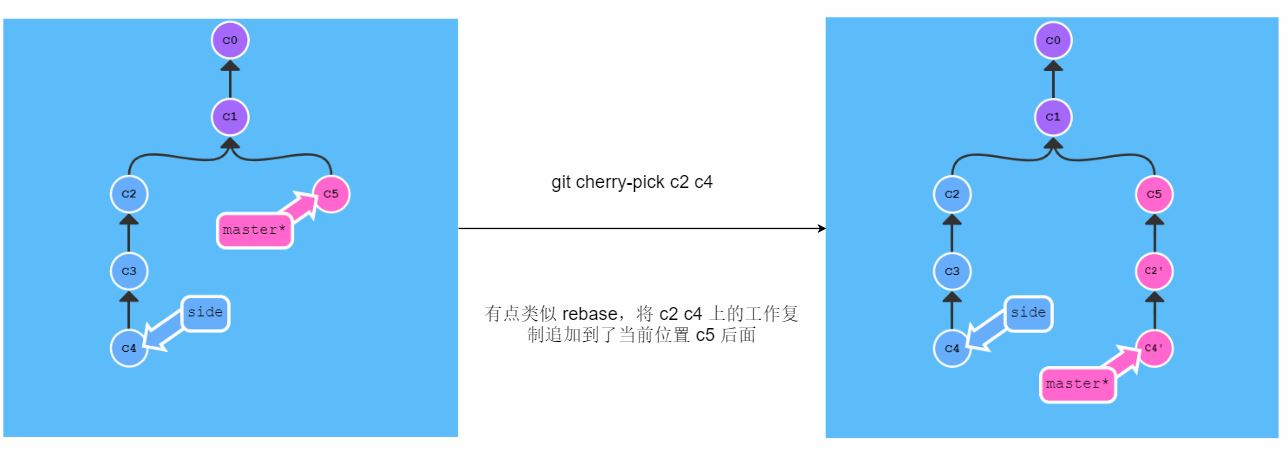 c0
c1
c2
c5
master*
c3
side
c4
git cherry-pick c2 c4
有点类似 rebase，将 c2 c4 上的工作复
制追加到了当前位置 c5 后面
c0
c1
c2
c5
c3
c2'
side
c4
c4'
master*